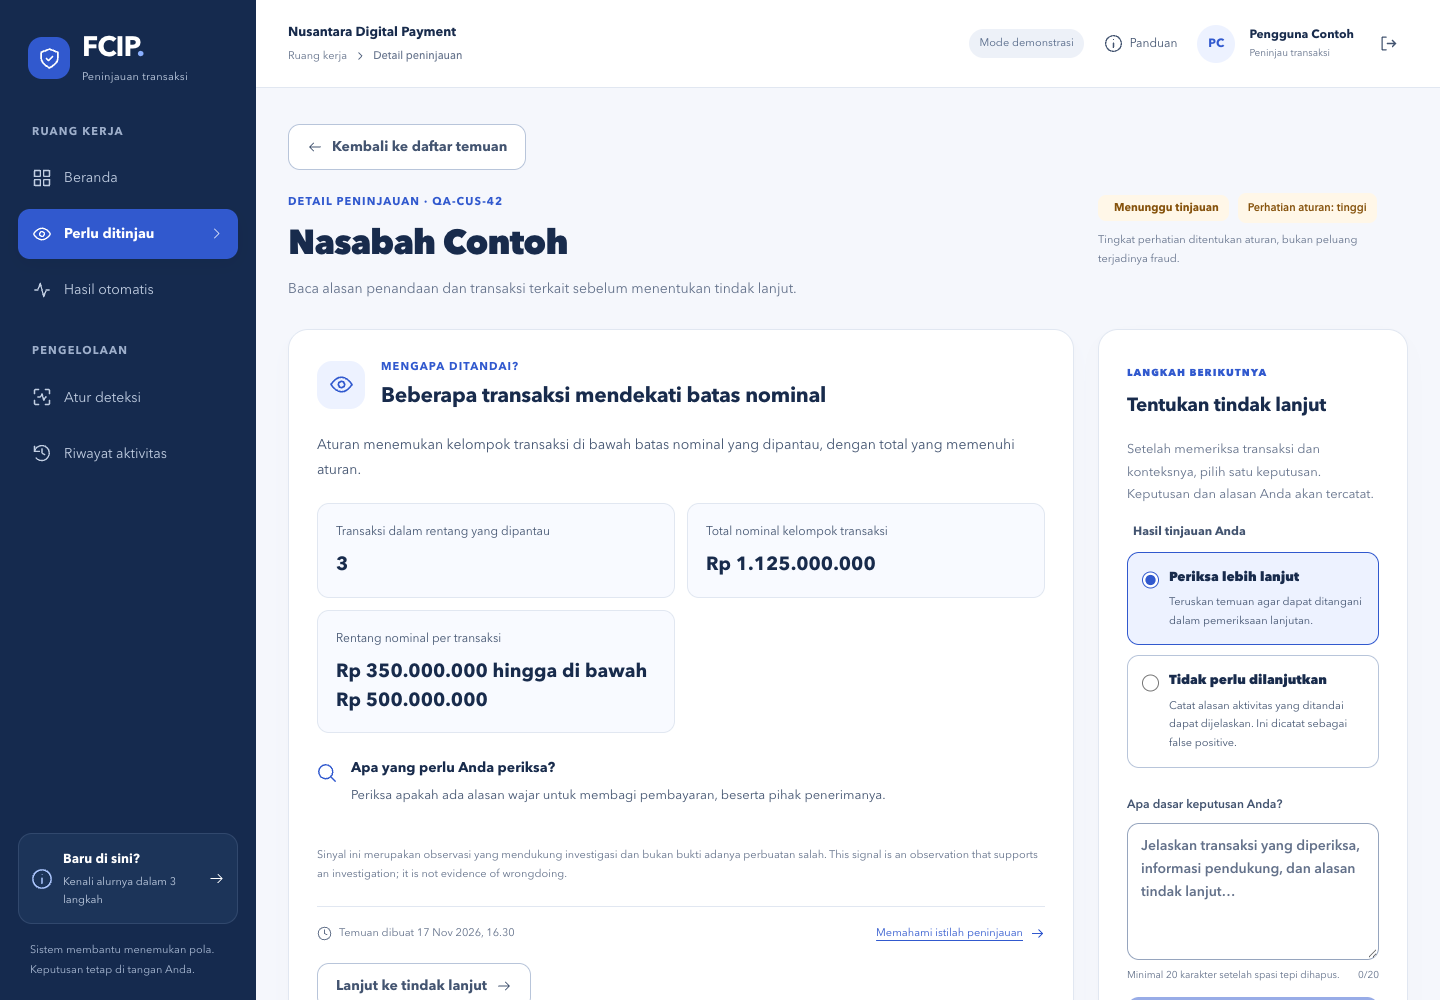 FCIP.
Peninjauan transaksi
RUANG KERJA
Beranda
Perlu ditinjau
Hasil otomatis
PENGELOLAAN
Atur deteksi
Riwayat aktivitas
Baru di sini?
Kenali alurnya dalam 3
langkah
Sistem membantu menemukan pola.
Keputusan tetap di tangan Anda.
Nusantara Digital Payment
Ruang kerja > Detail peninjauan
Mode demonstrasi
Panduan
PC
Pengguna Contoh
Peninjau transaksi
Kembali ke daftar temuan
DETAIL PENINJAUAN · QA-CUS-42
Nasabah Contoh
Baca alasan penandaan dan transaksi terkait sebelum menentukan tindak lanjut.
Menunggu tinjauan
Perhatian aturan: tinggi
Tingkat perhatian ditentukan aturan, bukan peluang
terjadinya fraud.
MENGAPA DITANDAI?
Beberapa transaksi mendekati batas nominal
Aturan menemukan kelompok transaksi di bawah batas nominal yang dipantau, dengan total yang memenuhi
aturan.
Transaksi dalam rentang yang dipantau
3
Total nominal kelompok transaksi
Rp 1.125.000.000
Rentang nominal per transaksi
Rp 350.000.000 hingga di bawah
Rp 500.000.000
Apa yang perlu Anda periksa?
Periksa apakah ada alasan wajar untuk membagi pembayaran, beserta pihak penerimanya.
Sinyal ini merupakan observasi yang mendukung investigasi dan bukan bukti adanya perbuatan salah. This signal is an observation that supports
an investigation; it is not evidence of wrongdoing.
Temuan dibuat 17 Nov 2026, 16.30
Memahami istilah peninjauan
Lanjut ke tindak lanjut
LANGKAH BERIKUTNYA
Tentukan tindak lanjut
Setelah memeriksa transaksi dan
konteksnya, pilih satu keputusan.
Keputusan dan alasan Anda akan tercatat.
Hasil tinjauan Anda
Periksa lebih lanjut
Teruskan temuan agar dapat ditangani
dalam pemeriksaan lanjutan.
Tidak perlu dilanjutkan
Catat alasan aktivitas yang ditandai
dapat dijelaskan. Ini dicatat sebagai
false positive.
Apa dasar keputusan Anda?
Jelaskan transaksi yang diperiksa,
informasi pendukung, dan alasan
tindak lanjut...
Minimal 20 karakter setelah spasi tepi dihapus.
0/20